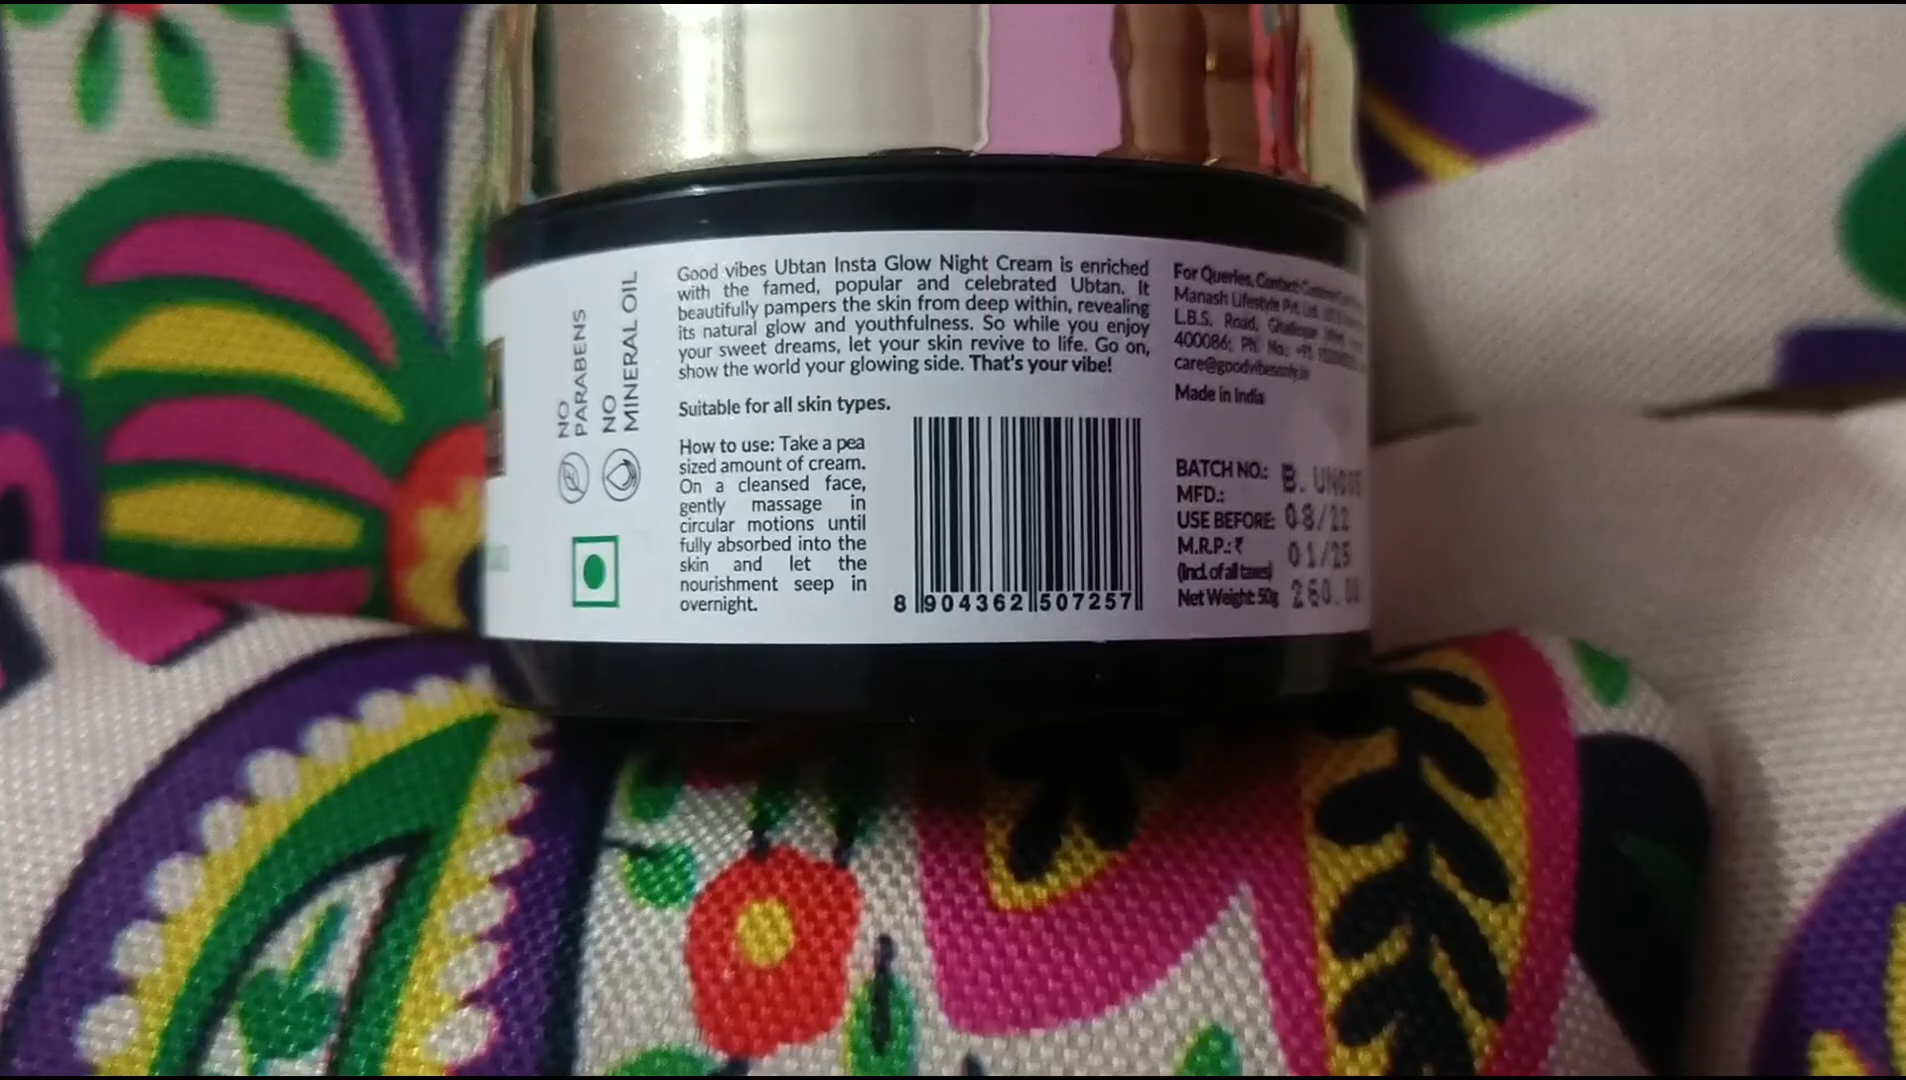 NO
PARABENS
NO
MINERAL OIL
Good vibes Ubtan Insta Glow Night Cream is enriched
with the famed, popular and celebrated Ubtan. It
beautifully pampers the skin from deep within, revealing
its natural glow and youthfulness. So while you enjoy
your sweet dreams, let your skin revive to life. Go on,
show the world your glowing side. That's your vibe!
Suitable for all skin types.
How to use: Take a pea
sized amount of cream.
On a cleansed face,
gently massage in
circular motions until
fully absorbed into the
skin and let the
nourishment seep in
overnight.
8 904362 507257
For Queries, Contact:
Manash Lifestyle Pvt. Ltd.
L.B.S. Road, Ghatkopar West
400086; Ph. No.: +91
care@goodvibesonly.in
Made in India
BATCH NO.: B.
MFD.: 08/22
USE BEFORE: 01/25
M.R.P.: ₹ 260.00
(Incl. of all taxes)
Net Weight: 50g